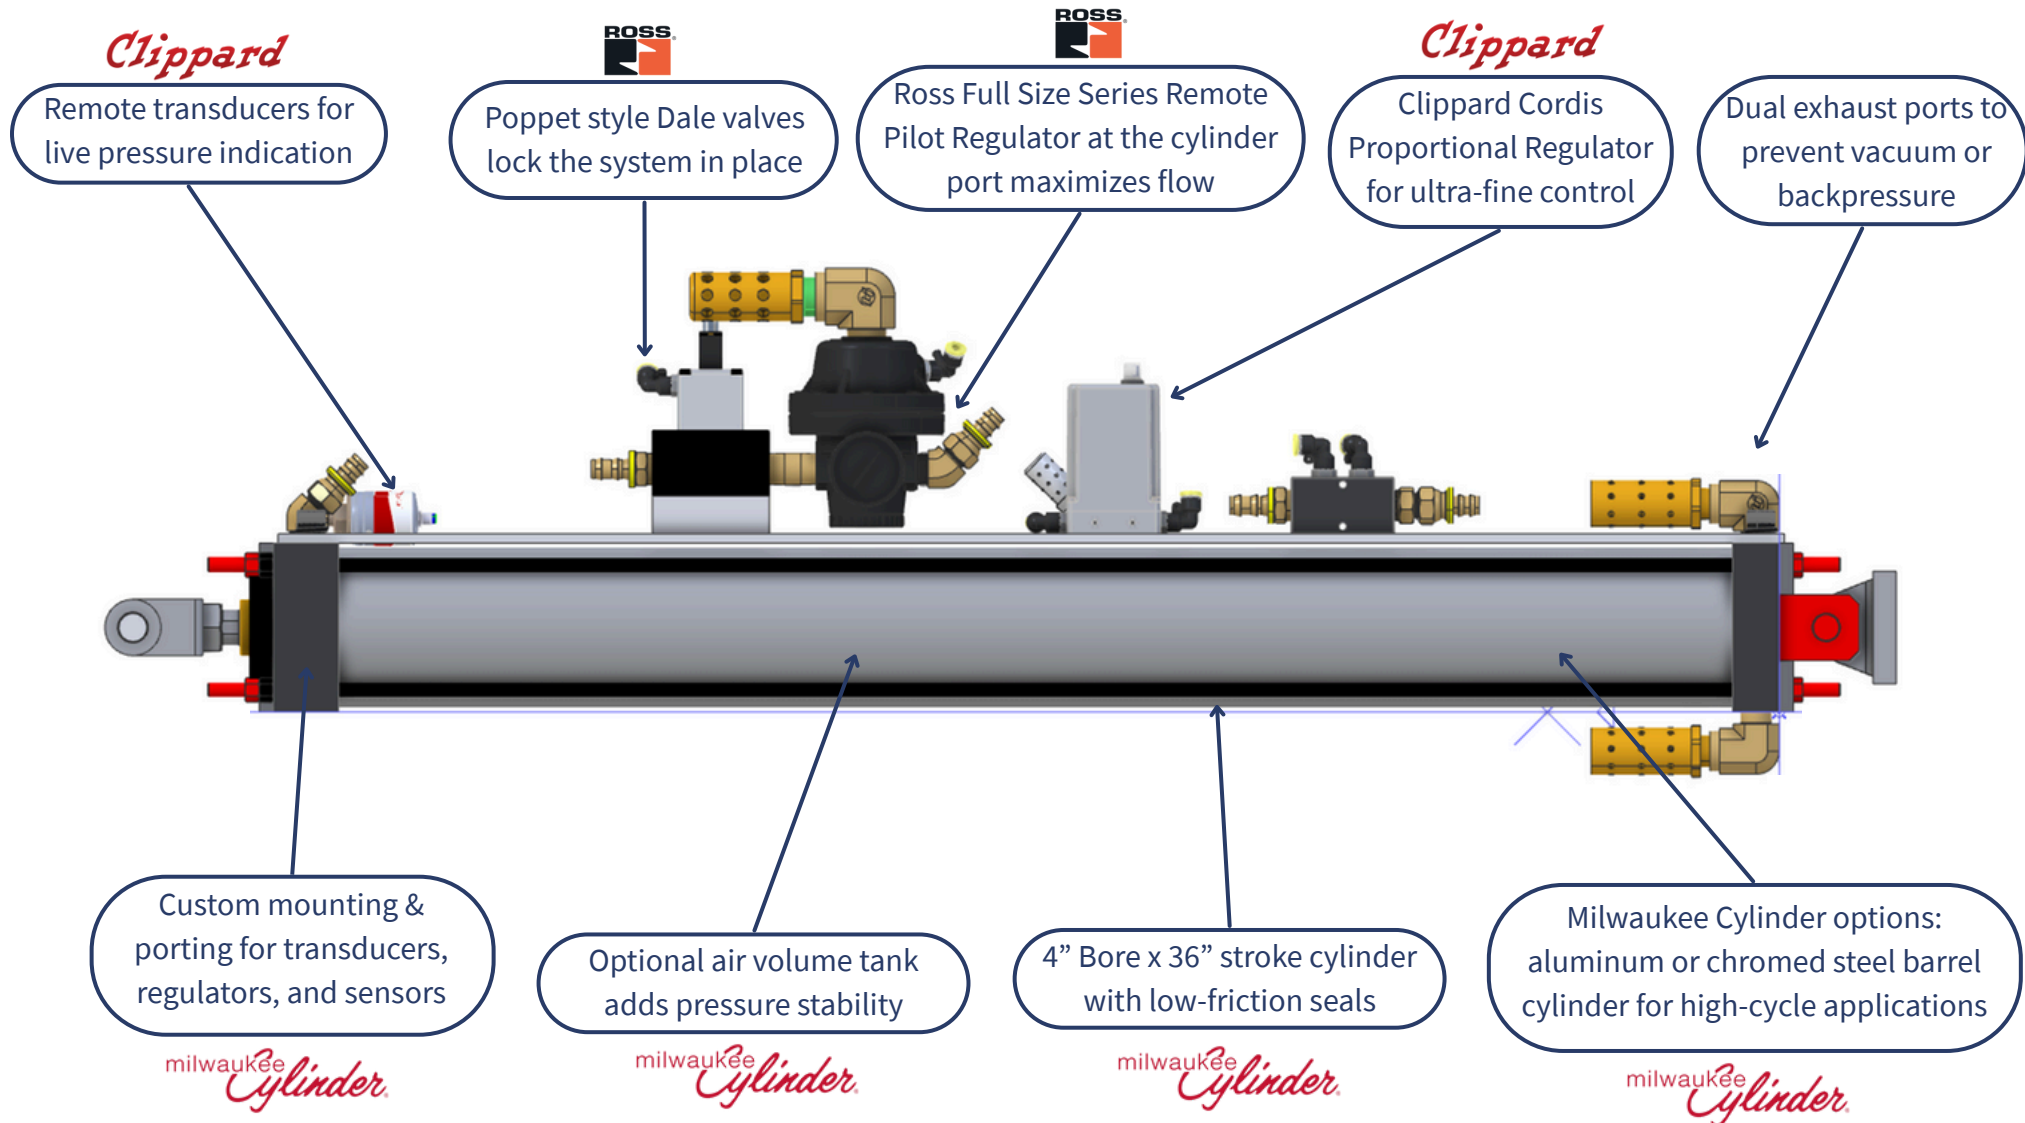 Clippard
Remote transducers for
live pressure indication
ROSS®
Poppet style Dale valves
lock the system in place
ROSS®
Ross Full Size Series Remote
Pilot Regulator at the cylinder
port maximizes flow
Clippard
Clippard Cordis
Proportional Regulator
for ultra-fine control
Dual exhaust ports to
prevent vacuum or
backpressure
Custom mounting &
porting for transducers,
regulators, and sensors
milwaukee
Cylinder®
Optional air volume tank
adds pressure stability
milwaukee
Cylinder®
4” Bore x 36” stroke cylinder
with low-friction seals
milwaukee
Cylinder®
Milwaukee Cylinder options:
aluminum or chromed steel barrel
cylinder for high-cycle applications
milwaukee
Cylinder®